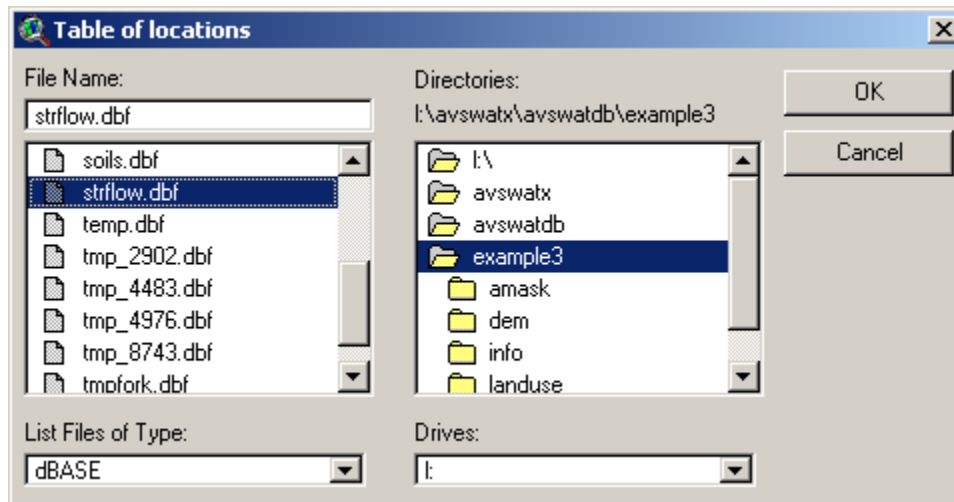 Table of locations
File Name:
strflow.dbf
soils.dbf
strflow.dbf
temp.dbf
tmp_2902.dbf
tmp_4483.dbf
tmp_4976.dbf
tmp_8743.dbf
tmpfork.dbf
List Files of Type:
dBASE
Directories:
l:\avswatx\avswatdb\example3
l:\
avswatx
avswatdb
example3
amask
dem
info
landuse
Drives:
l:
OK
Cancel